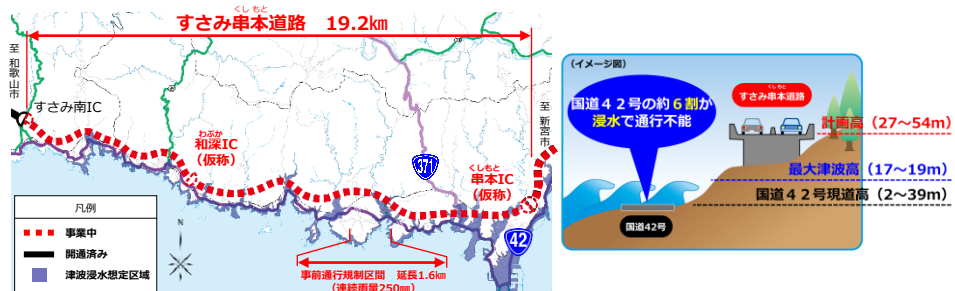 くし もと
すさみ串本道路 19.2㎞
至 和歌山市
すさみ南IC
わぶか
和深IC
（仮称）
371
くしもと
串本IC
（仮称）
至 新宮市
42
凡例
事業中
開通済み
津波浸水想定区域
N
事前通行規制区間 延長1.6㎞
（連続雨量250㎜）
（イメージ図）
国道４２号の約６割が
浸水で通行不能
くしもと
すさみ串本道路
計画高（27～54m）
最大津波高（17～19m）
国道４２号現道高（2～39m）
国道42号